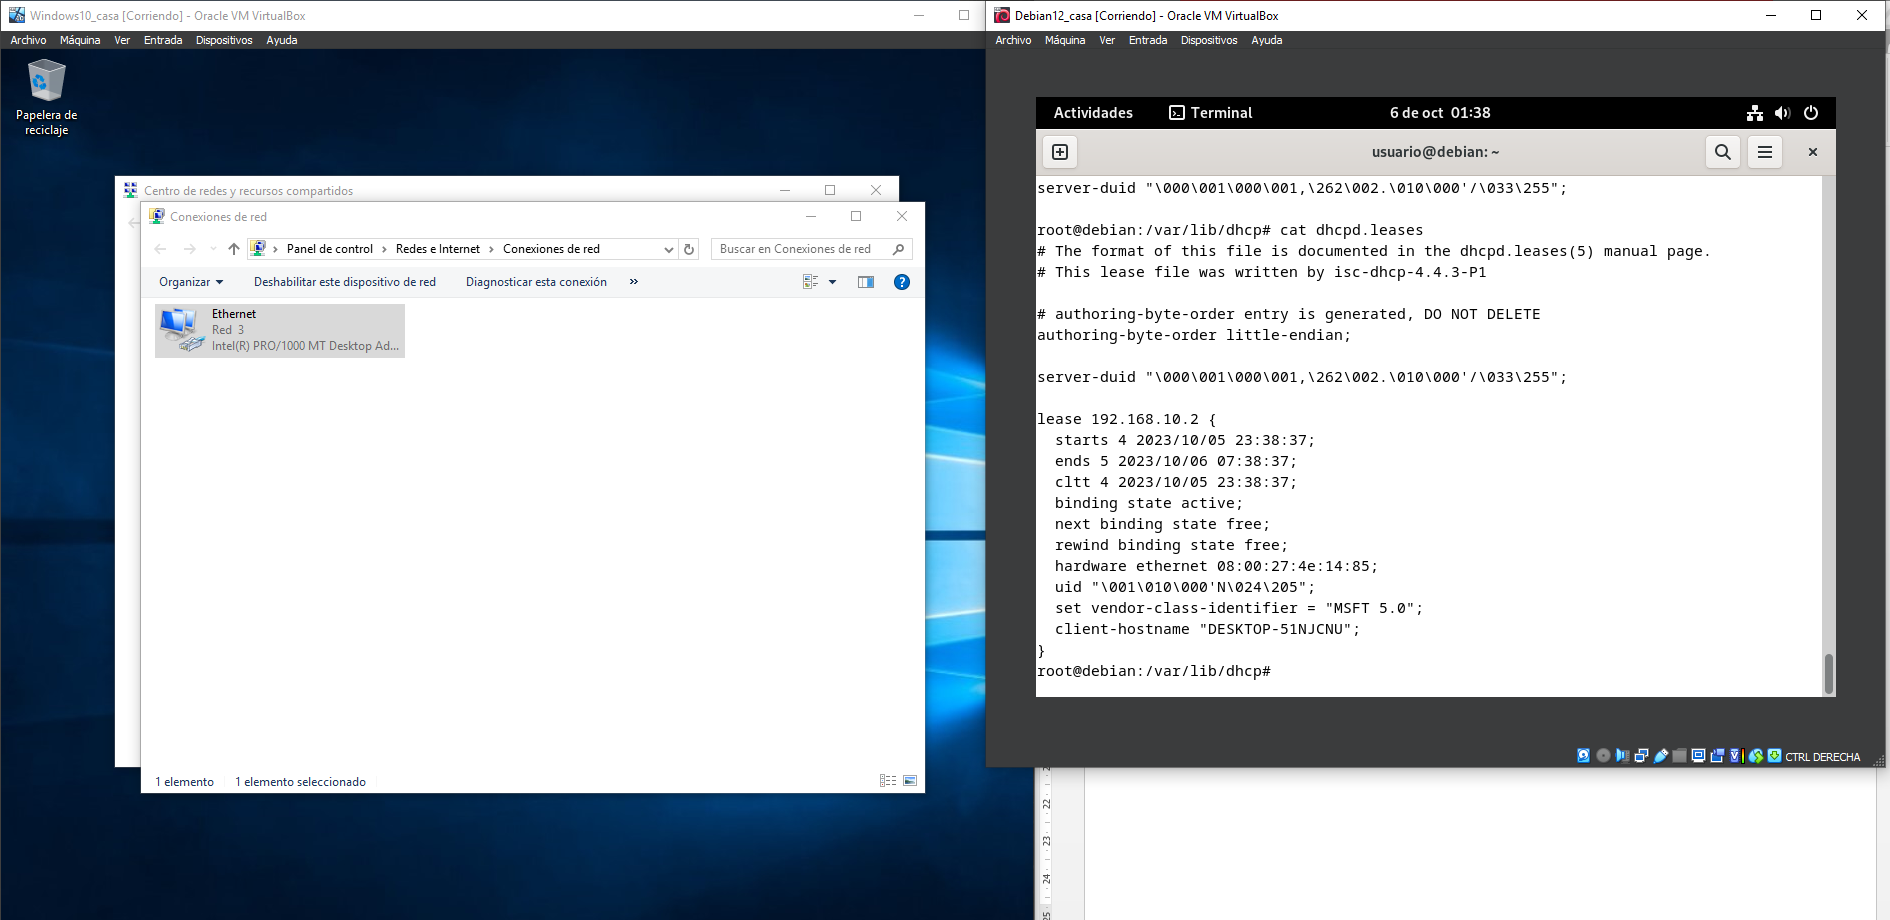 Windows10_casa [Corriendo] - Oracle VM VirtualBox
Archivo Máquina Ver Entrada Dispositivos Ayuda
Papelera de
reciclaje
Centro de redes y recursos compartidos
Conexiones de red
Panel de control > Redes e Internet > Conexiones de red
Buscar en Conexiones de red
Organizar Deshabilitar este dispositivo de red Diagnosticar esta conexión »
Ethernet
Red 3
Intel(R) PRO/1000 MT Desktop Ad...
1 elemento 1 elemento seleccionado
Debian12_casa [Corriendo] - Oracle VM VirtualBox
Archivo Máquina Ver Entrada Dispositivos Ayuda
Actividades Terminal 6 de oct 01:38
usuario@debian: ~
server-duid "\000\001\000\001,\262\002.\010\000'/\033\255";
root@debian:/var/lib/dhcp# cat dhcpd.leases
# The format of this file is documented in the dhcpd.leases(5) manual page.
# This lease file was written by isc-dhcp-4.4.3-P1
# authoring-byte-order entry is generated, DO NOT DELETE
authoring-byte-order little-endian;
server-duid "\000\001\000\001,\262\002.\010\000'/\033\255";
lease 192.168.10.2 {
starts 4 2023/10/05 23:38:37;
ends 5 2023/10/06 07:38:37;
cltt 4 2023/10/05 23:38:37;
binding state active;
next binding state free;
rewind binding state free;
hardware ethernet 08:00:27:4e:14:85;
uid "\001\010\000'N\024\205";
set vendor-class-identifier = "MSFT 5.0";
client-hostname "DESKTOP-51NJCNU";
}
root@debian:/var/lib/dhcp#
CTRL DERECHA
22
23
24
25